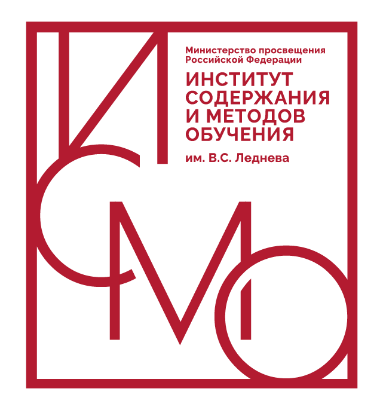 Министерство просвещения
Российской Федерации
ИНСТИТУТ
СОДЕРЖАНИЯ
И МЕТОДОВ
ОБУЧЕНИЯ
им. В.С. Леднева
И
С
М
О